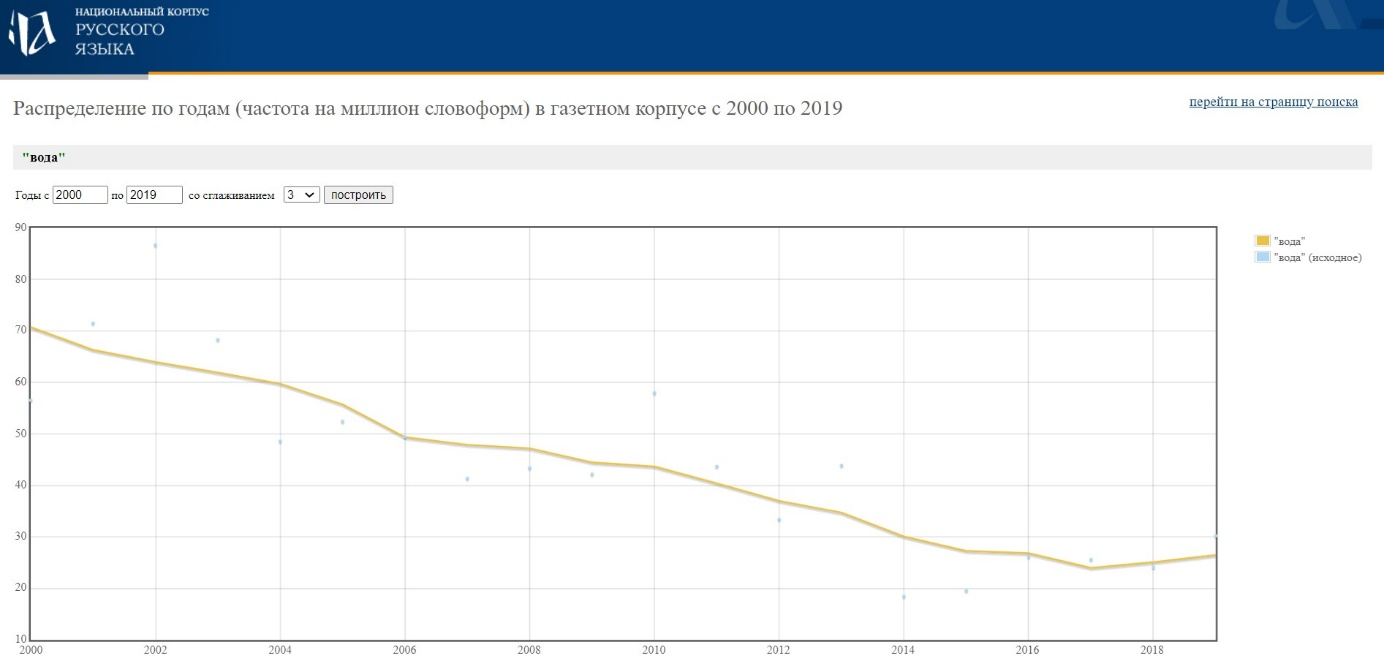 НАЦИОНАЛЬНЫЙ КОРПУС
РУССКОГО
ЯЗЫКА
Распределение по годам (частота на миллион словоформ) в газетном корпусе с 2000 по 2019
перейти на страницу поиска
"вода"
Годы с 2000 по 2019 со сглаживанием 3 построить
"вода"
"вода" (исходное)
90
80
70
60
50
40
30
20
10
2000 2002 2004 2006 2008 2010 2012 2014 2016 2018